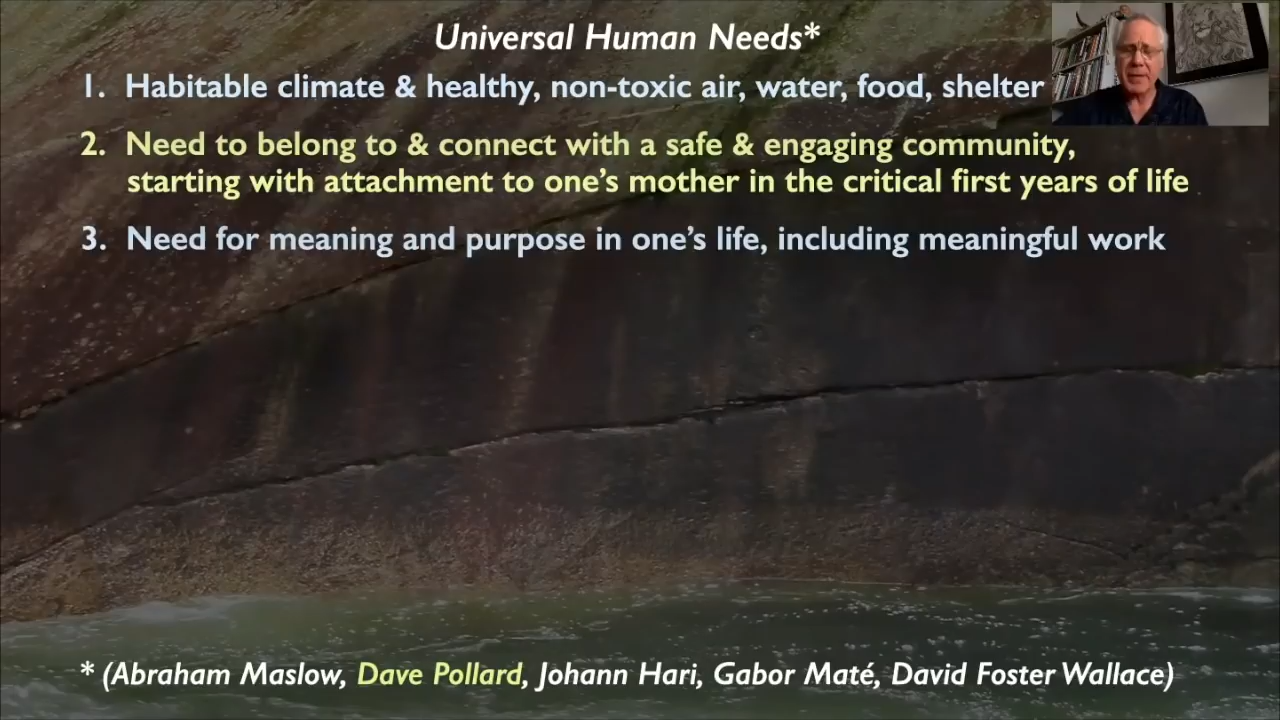 Universal Human Needs*
1. Habitable climate & healthy, non-toxic air, water, food, shelter
2. Need to belong to & connect with a safe & engaging community,
starting with attachment to one’s mother in the critical first years of life
3. Need for meaning and purpose in one’s life, including meaningful work
* (Abraham Maslow, Dave Pollard, Johann Hari, Gabor Maté, David Foster Wallace)